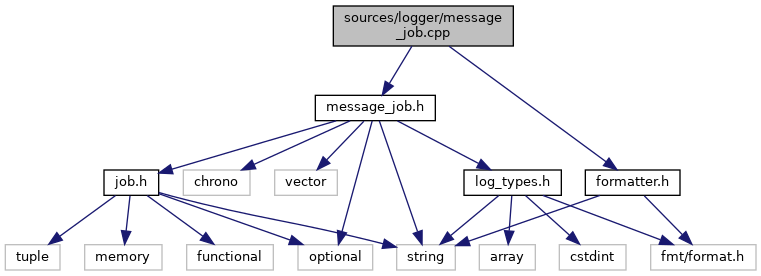 sources/logger/message
_job.cpp
message_job.h
job.h
chrono
vector
log_types.h
formatter.h
tuple
memory
functional
optional
string
array
cstdint
fmt/format.h